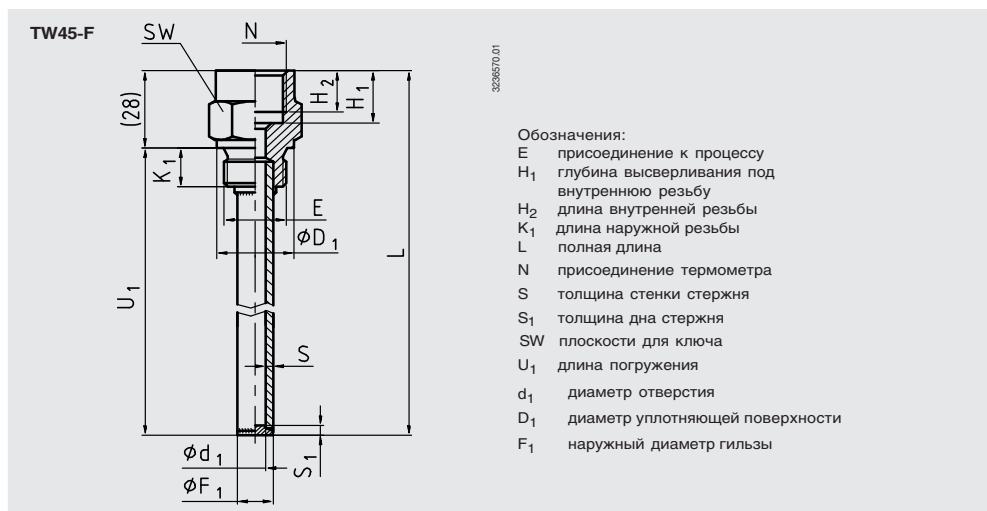 TW45-F
SW
N
3236570.01
H2
H1
(28)
K1
E
ØD1
L
U1
S
Ød1
S1
ØF1
Обозначения:
E присоединение к процессу
H1 глубина высверливания под
внутреннюю резьбу
H2 длина внутренней резьбы
K1 длина наружной резьбы
L полная длина
N присоединение термометра
S толщина стенки стержня
S1 толщина дна стержня
SW плоскости для ключа
U1 длина погружения
d1 диаметр отверстия
D1 диаметр уплотняющей поверхности
F1 наружный диаметр гильзы